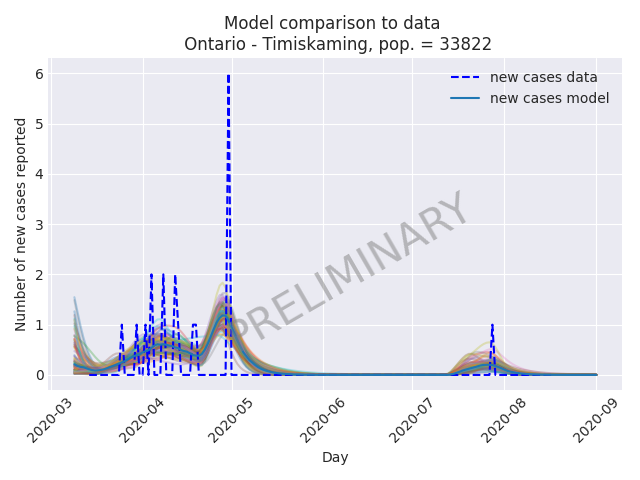 Model comparison to data
Ontario - Timiskaming, pop. = 33822
new cases data
new cases model
PRELIMINARY
Number of new cases reported
6
5
4
3
2
1
0
2020-03
2020-04
2020-05
2020-06
2020-07
2020-08
2020-09
Day